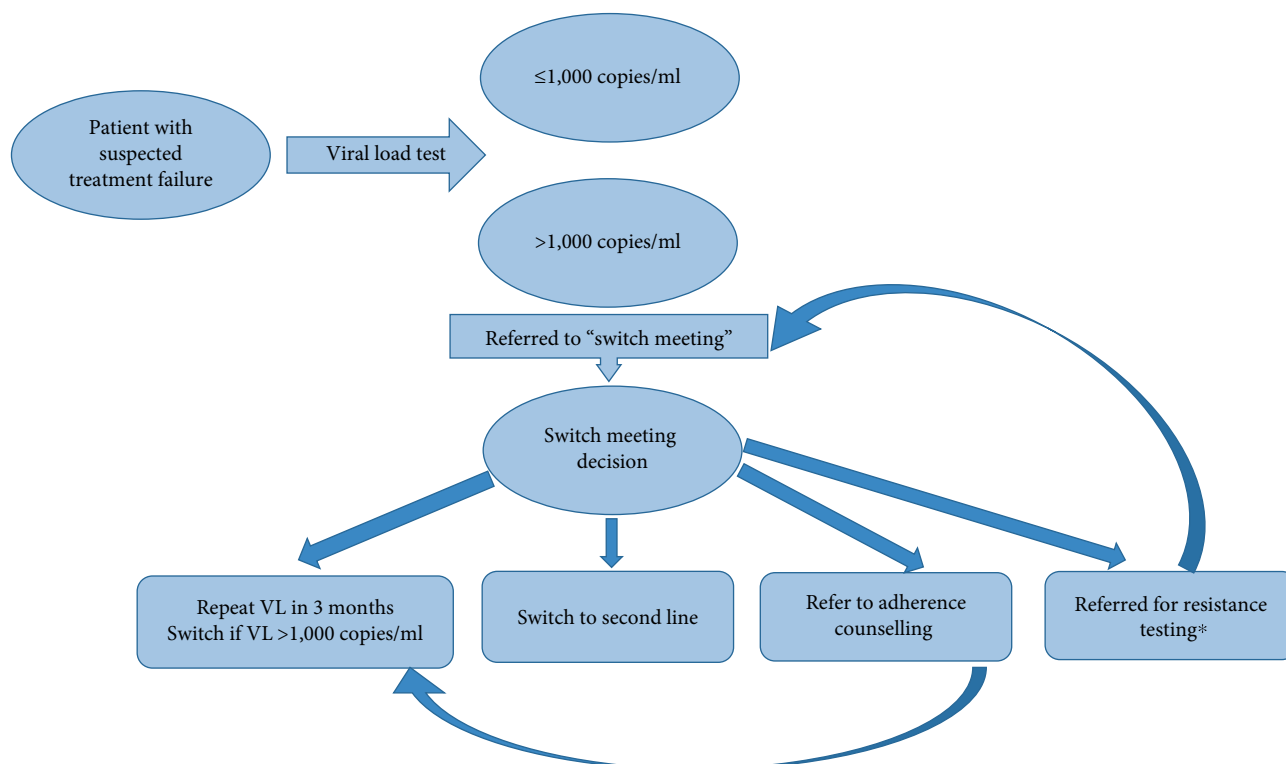 Patient with
suspected
treatment failure
Viral load test
≤1,000 copies/ml
>1,000 copies/ml
Referred to “switch meeting”
Switch meeting
decision
Repeat VL in 3 months
Switch if VL >1,000 copies/ml
Switch to second line
Refer to adherence
counselling
Referred for resistance
testing*